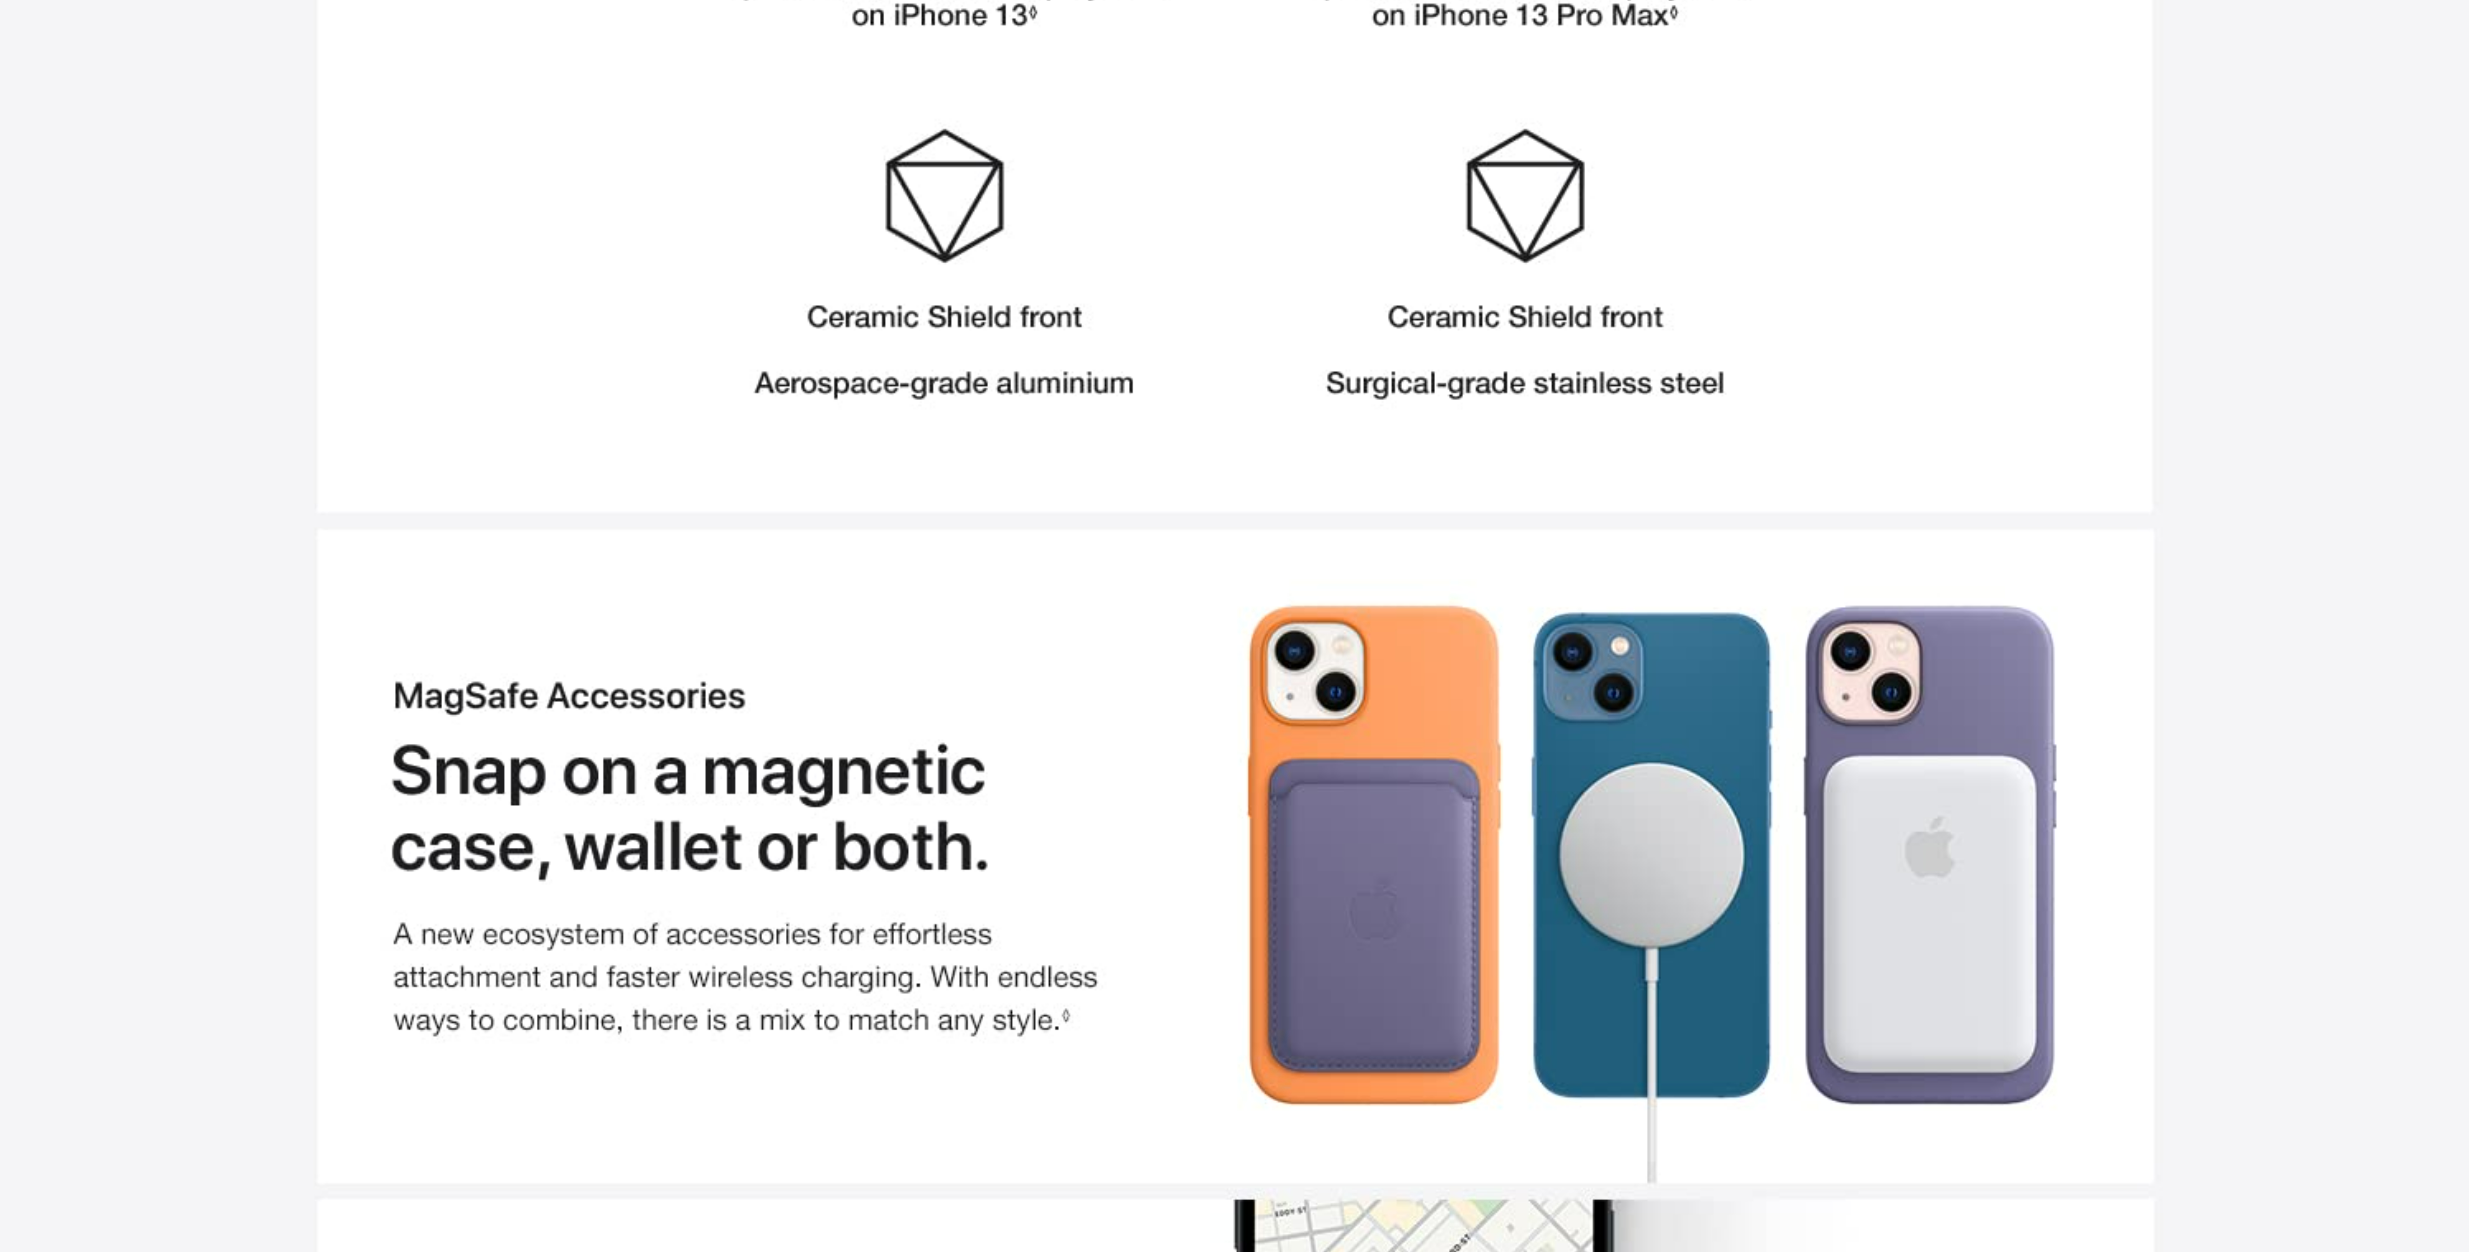 on iPhone 13◊
on iPhone 13 Pro Max◊
Ceramic Shield front
Ceramic Shield front
Aerospace-grade aluminium
Surgical-grade stainless steel
MagSafe Accessories
Snap on a magnetic
case, wallet or both.
A new ecosystem of accessories for effortless
attachment and faster wireless charging. With endless
ways to combine, there is a mix to match any style.◊
EDDY ST